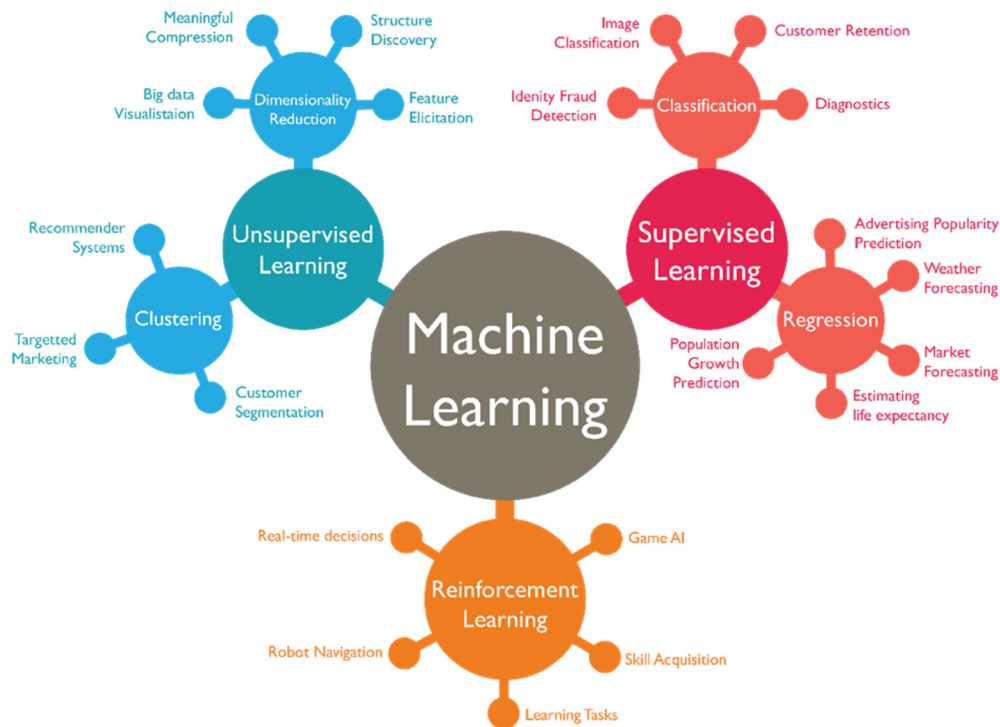 Meaningful
Compression
Structure
Discovery
Big data
Visualistaion
Dimensionality
Reduction
Feature
Elicitation
Image
Classification
Customer Retention
Idenity Fraud
Detection
Classification
Diagnostics
Unsupervised
Learning
Supervised
Learning
Recommender
Systems
Clustering
Targetted
Marketing
Customer
Segmentation
Machine
Learning
Advertising Popularity
Prediction
Weather
Forecasting
Regression
Population
Growth
Prediction
Market
Forecasting
Estimating
life expectancy
Real-time decisions
Game AI
Reinforcement
Learning
Robot Navigation
Skill Acquisition
Learning Tasks